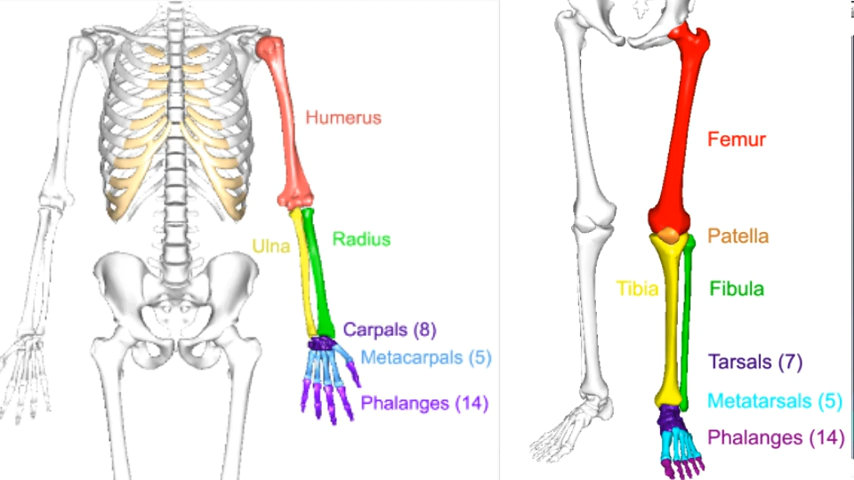 Humerus
Ulna
Radius
Carpals (8)
Metacarpals (5)
Phalanges (14)
Femur
Patella
Tibia
Fibula
Tarsals (7)
Metatarsals (5)
Phalanges (14)